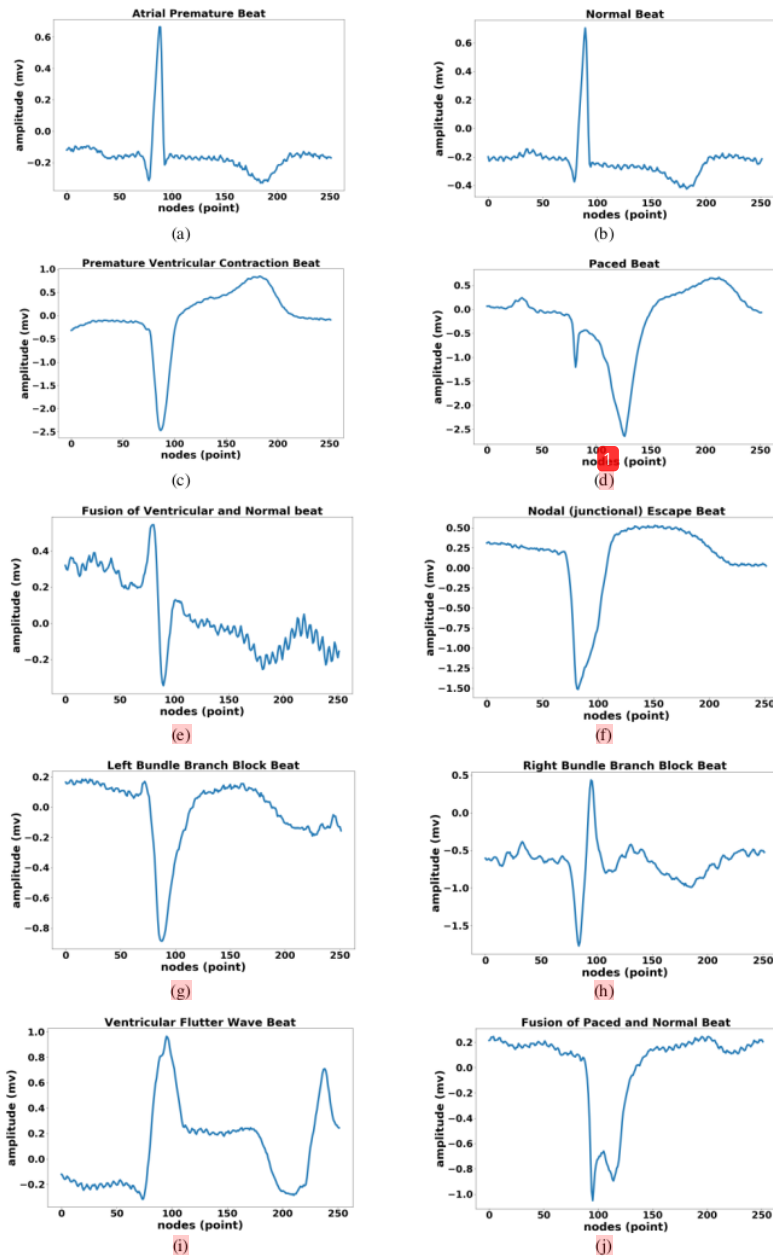 Atrial Premature Beat
amplitude (mv)
0.6
0.4
0.2
0.0
−0.2
0 50 100 150 200 250
nodes (point)
(a)
Normal Beat
amplitude (mv)
0.6
0.4
0.2
0.0
−0.2
−0.4
0 50 100 150 200 250
nodes (point)
(b)
Premature Ventricular Contraction Beat
amplitude (mv)
1.0
0.5
0.0
−0.5
−1.0
−1.5
−2.0
−2.5
0 50 100 150 200 250
nodes (point)
(c)
Paced Beat
amplitude (mv)
0.5
0.0
−0.5
−1.0
−1.5
−2.0
−2.5
0 50 100 150 200 250
1
nodes (point)
(d)
Fusion of Ventricular and Normal beat
amplitude (mv)
0.4
0.2
0.0
−0.2
0 50 100 150 200 250
nodes (point)
(e)
Nodal (junctional) Escape Beat
amplitude (mv)
0.50
0.25
0.00
−0.25
−0.50
−0.75
−1.00
−1.25
−1.50
0 50 100 150 200 250
nodes (point)
(f)
Left Bundle Branch Block Beat
amplitude (mv)
0.2
0.0
−0.2
−0.4
−0.6
−0.8
0 50 100 150 200 250
nodes (point)
(g)
Right Bundle Branch Block Beat
amplitude (mv)
0.5
0.0
−0.5
−1.0
−1.5
0 50 100 150 200 250
nodes (point)
(h)
Ventricular Flutter Wave Beat
amplitude (mv)
1.0
0.8
0.6
0.4
0.2
−0.2
0 50 100 150 200 250
nodes (point)
(i)
Fusion of Paced and Normal Beat
amplitude (mv)
0.2
0.0
−0.2
−0.4
−0.6
−0.8
−1.0
0 50 100 150 200 250
nodes (point)
(j)